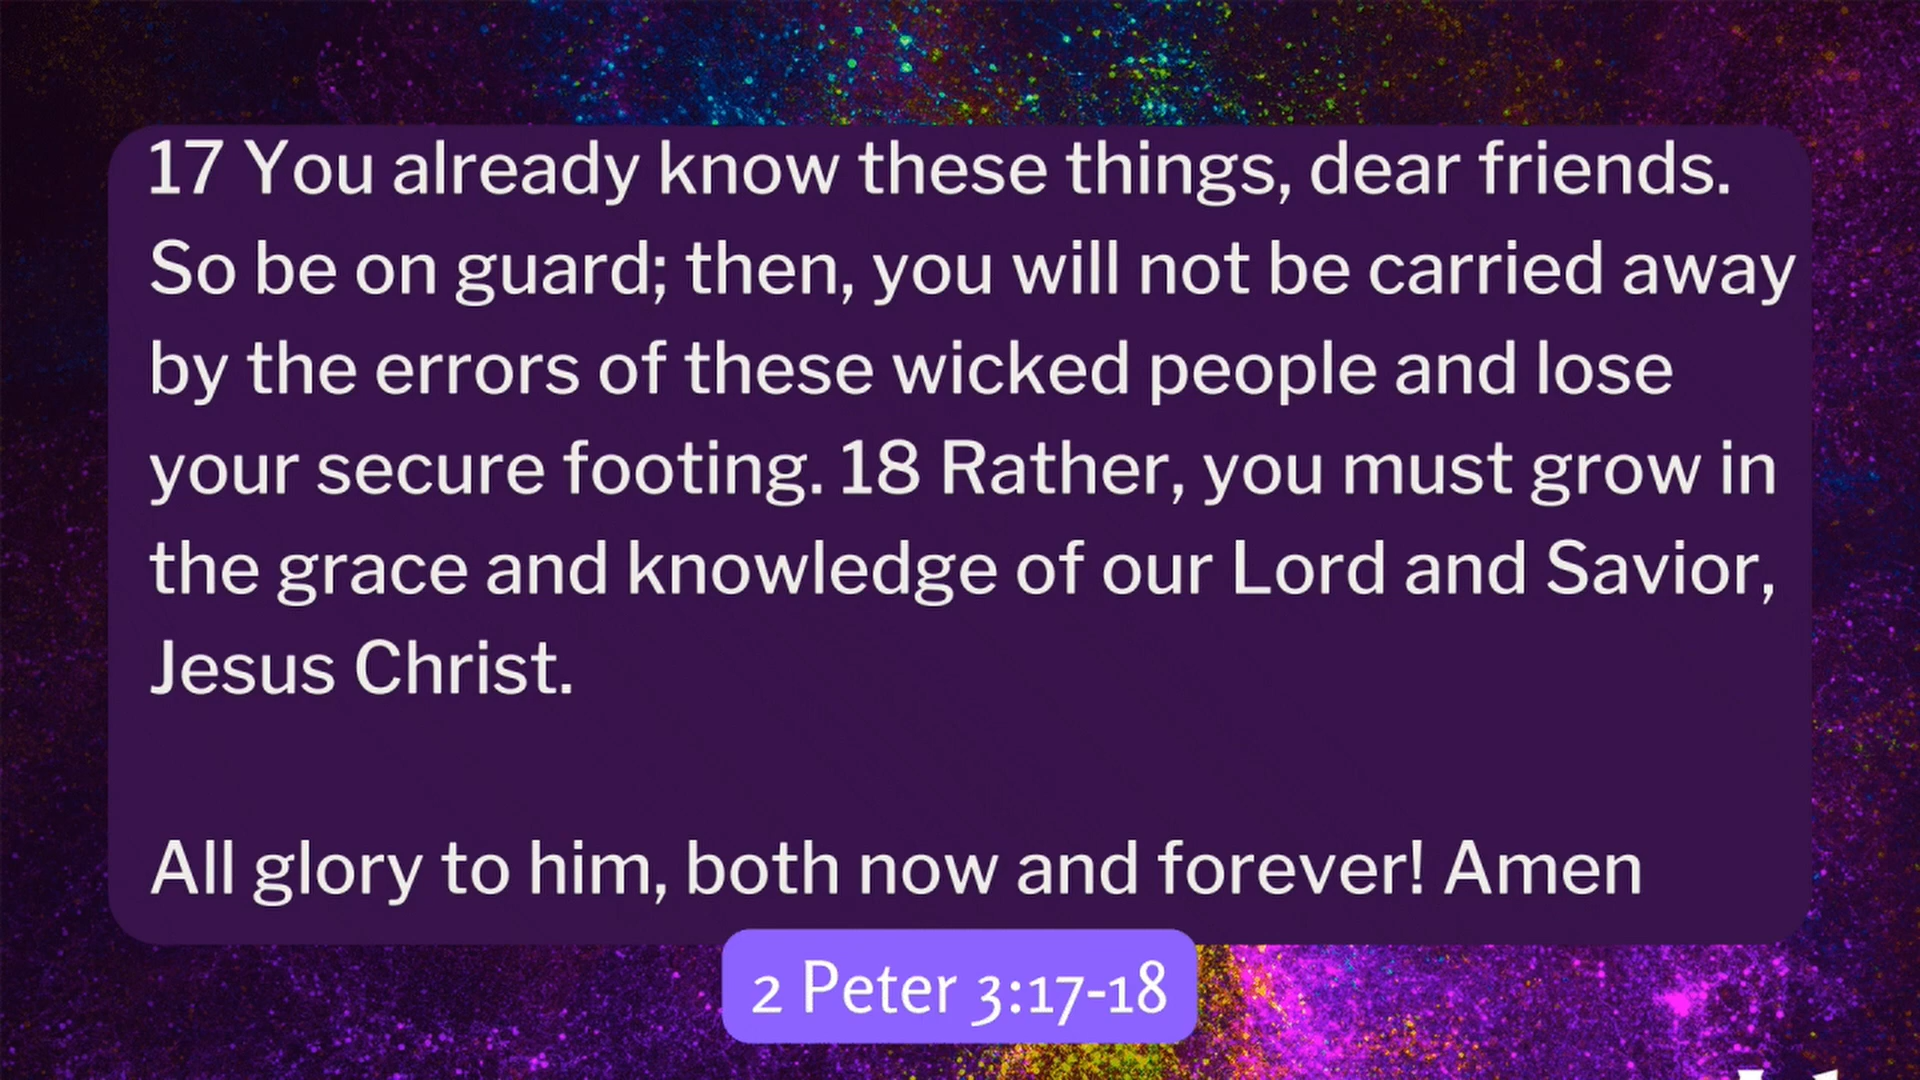 17 You already know these things, dear friends.
So be on guard; then, you will not be carried away
by the errors of these wicked people and lose
your secure footing. 18 Rather, you must grow in
the grace and knowledge of our Lord and Savior,
Jesus Christ.
All glory to him, both now and forever! Amen
2 Peter 3:17-18